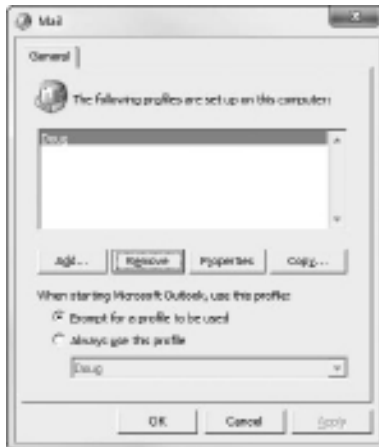 Mail
General
The following profiles are set up on this computer:
Doug
Add... Remove Properties Copy...
When starting Microsoft Outlook, use this profile:
Prompt for a profile to be used
Always use this profile
Doug
OK Cancel Apply